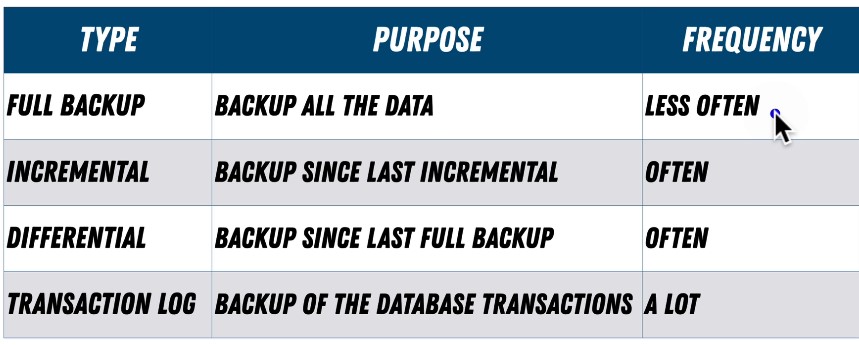 TYPE PURPOSE FREQUENCY
FULL BACKUP BACKUP ALL THE DATA LESS OFTEN
INCREMENTAL BACKUP SINCE LAST INCREMENTAL OFTEN
DIFFERENTIAL BACKUP SINCE LAST FULL BACKUP OFTEN
TRANSACTION LOG BACKUP OF THE DATABASE TRANSACTIONS A LOT